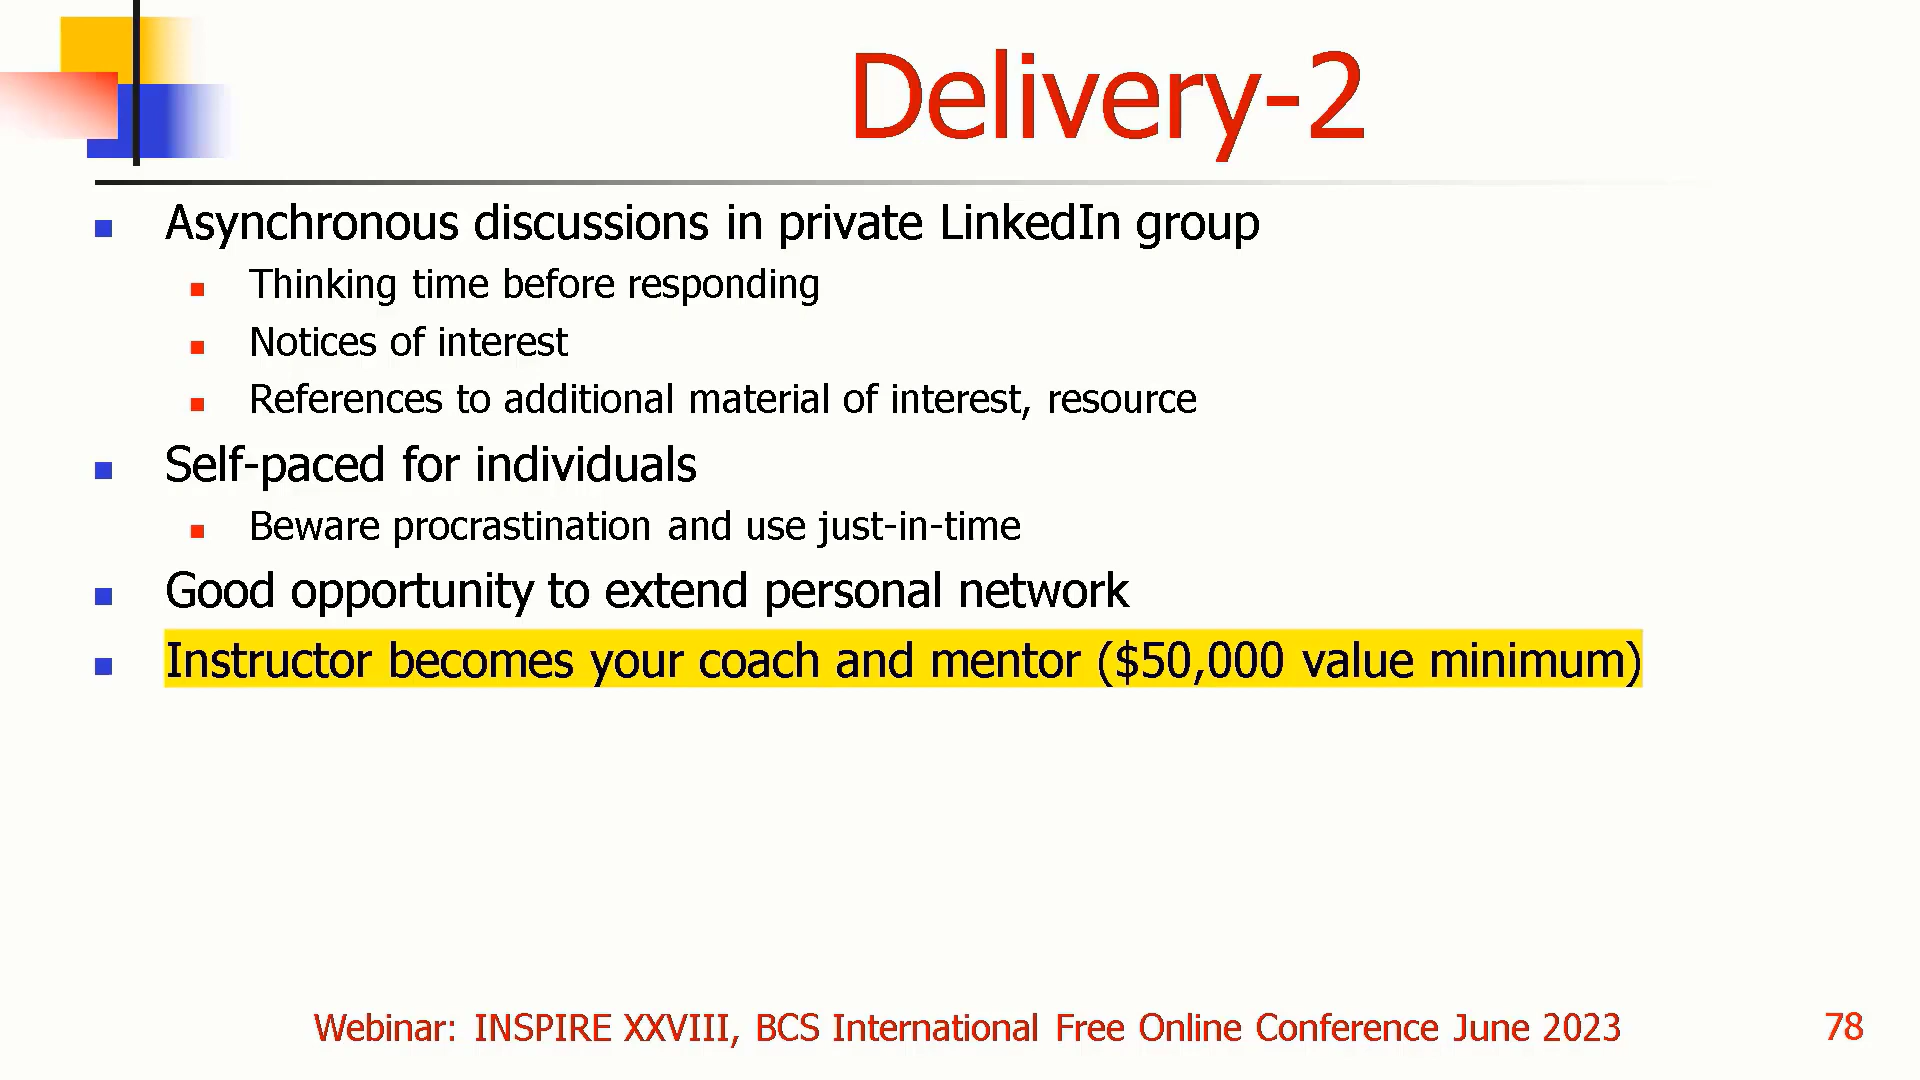 Delivery-2
Asynchronous discussions in private LinkedIn group
Thinking time before responding
Notices of interest
References to additional material of interest, resource
Self-paced for individuals
Beware procrastination and use just-in-time
Good opportunity to extend personal network
Instructor becomes your coach and mentor ($50,000 value minimum)
Webinar: INSPIRE XXVIII, BCS International Free Online Conference June 2023
78